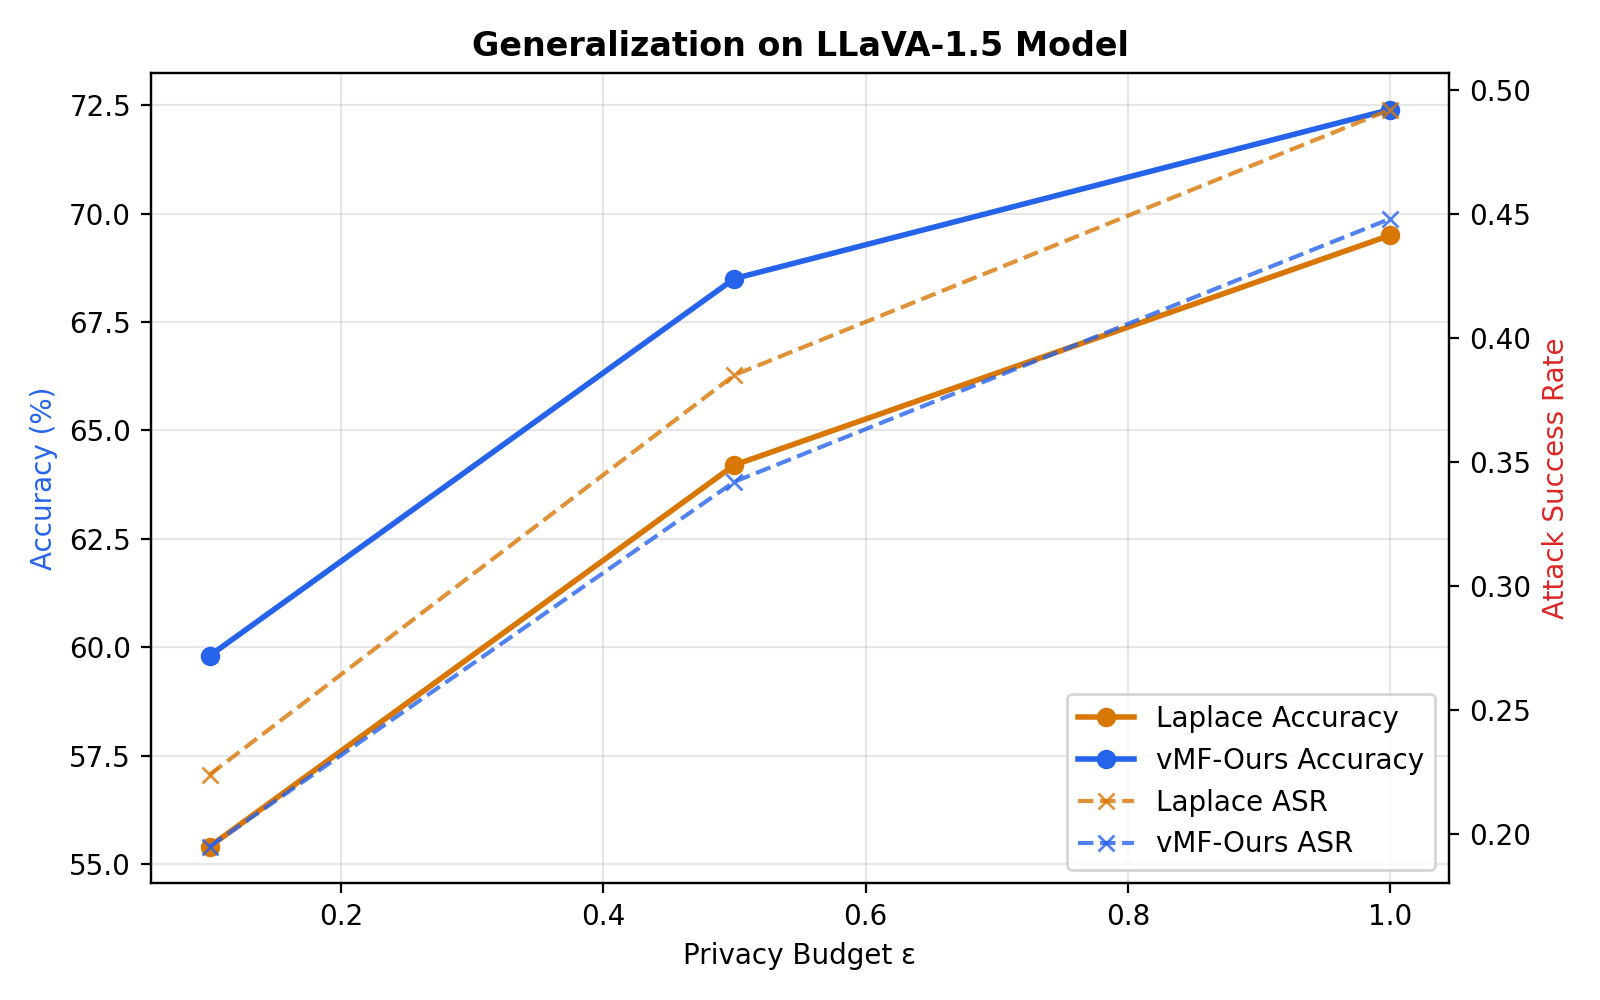 Generalization on LLaVA-1.5 Model
72.5
70.0
67.5
65.0
62.5
60.0
57.5
55.0
Accuracy (%)
0.50
0.45
0.40
0.35
0.30
0.25
0.20
Attack Success Rate
Laplace Accuracy
vMF-Ours Accuracy
Laplace ASR
vMF-Ours ASR
0.2 0.4 0.6 0.8 1.0
Privacy Budget ε